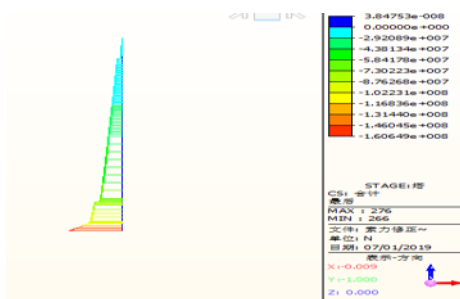 3.84753e-008
0.00000e+000
-2.92089e+007
-4.38134e+007
-5.84178e+007
-7.30223e+007
-8.76268e+007
-1.02231e+008
-1.16836e+008
-1.31440e+008
-1.46045e+008
-1.60649e+008
STAGE:塔
CS: 合计
最后
MAX : 276
MIN : 266
文件: 索力修正~
单位: N
日期: 07/01/2019
表示-方向
X:-0.009
Y:-1.000
Z: 0.000